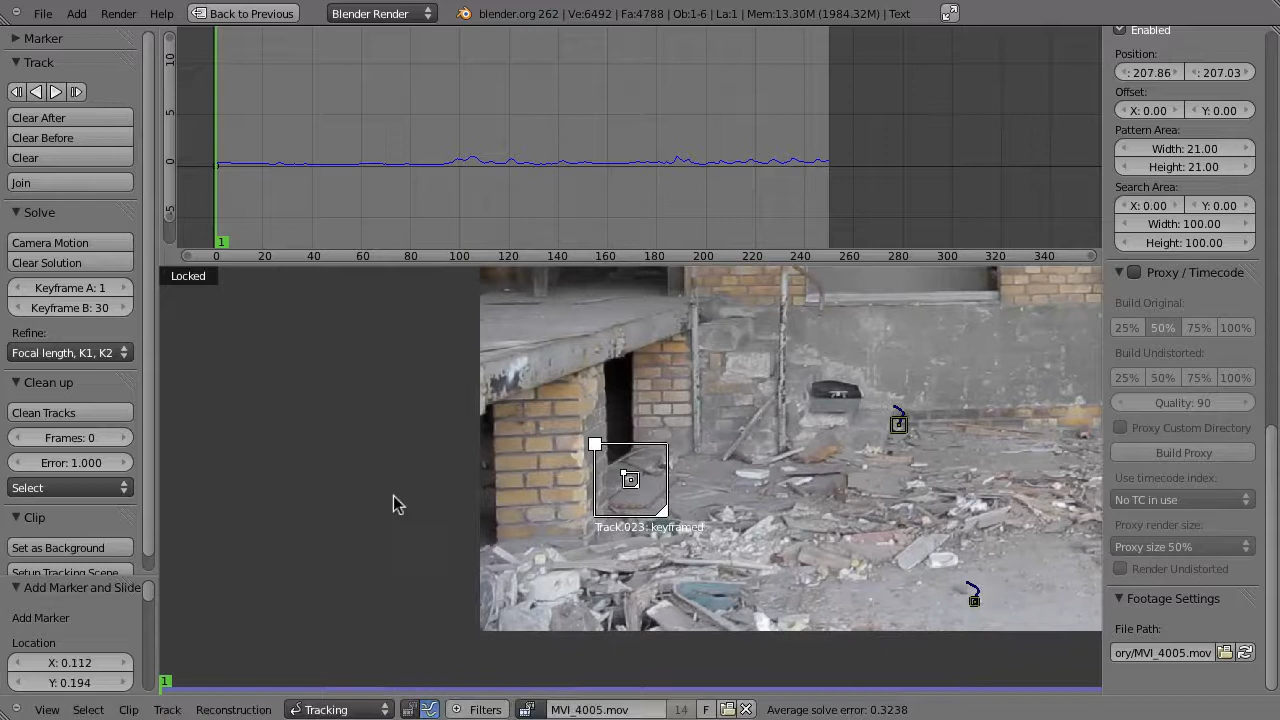 File Render Help Back to Previous Blender Render blender.org 262 | Ve:6492 | Fa:4788 | Ob:1-6 | La:1 | Mem:13.30M (1984.32M) | Text
Marker
Track
Clear After
Clear Before
Clear
Join
Solve
Camera Motion
Clear Solution
Keyframe A: 1
Keyframe B: 30
Refine:
Focal length, K1, K2
Clean up
Clean Tracks
Frames: 0
Error: 1.000
Select
Clip
Set as Background
Setup Tracking Scene
Add Marker and Slide
Add Marker
Location
X: 0.112
Y: 0.194
10
5
0
1
0 20 40 60 80 100 120 140 160 180 200 220 240 260 280 300 320 340
Locked
Track.023: keyframed
1
View Select Clip Track Reconstruction Tracking Filters MVI_4005.mov 14 F Average solve error: 0.3238
Enabled
Position:
: 207.86 : 207.03
Offset:
X: 0.00 Y: 0.00
Pattern Area:
Width: 21.00
Height: 21.00
Search Area:
X: 0.00 Y: 0.00
Width: 100.00
Height: 100.00
Proxy / Timecode
Build Original:
25% 50% 75% 100%
Build Undistorted:
25% 50% 75% 100%
Quality: 90
Proxy Custom Directory
Build Proxy
Use timecode index:
No TC in use
Proxy render size:
Proxy size 50%
Render Undistorted
Footage Settings
File Path:
ory/MVI_4005.mov